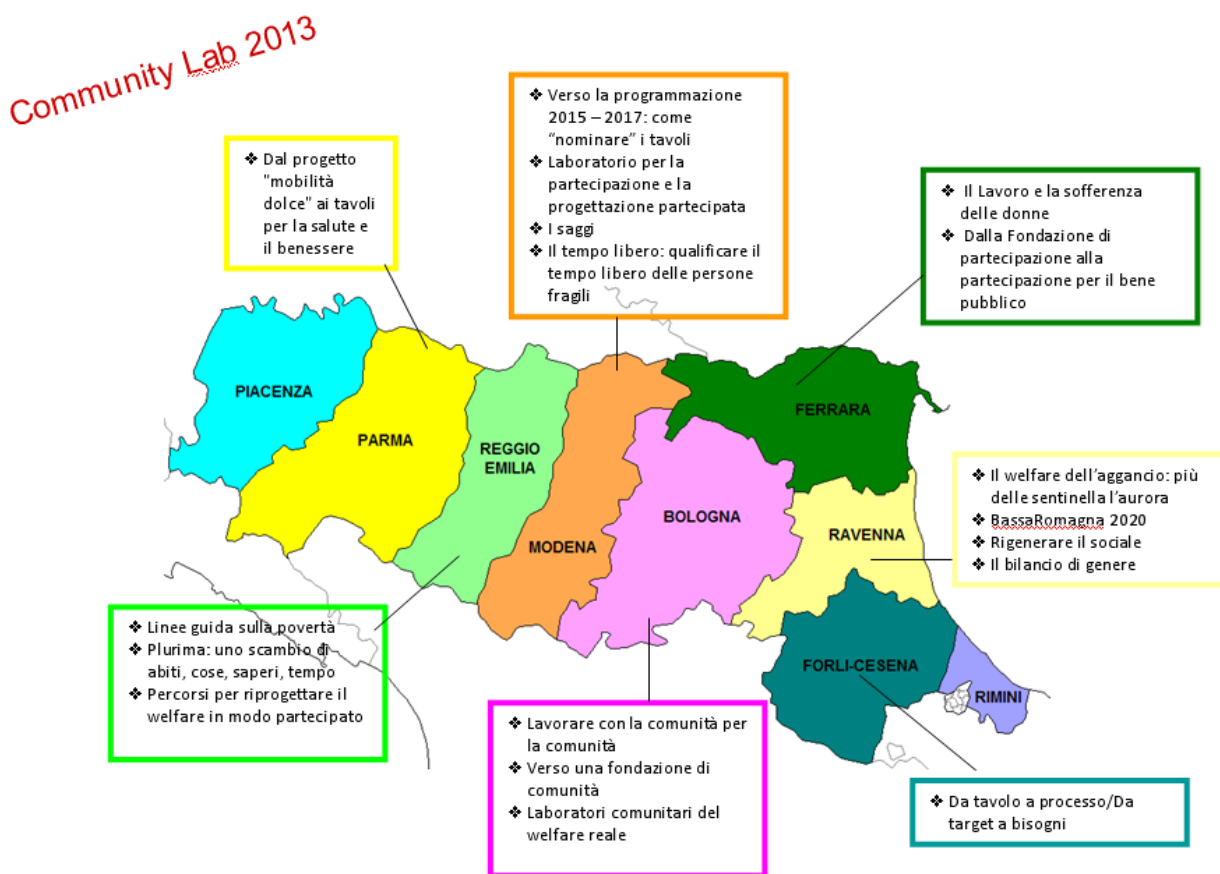 Community Lab 2013
❖ Verso la programmazione
2015 – 2017: come
“nominare” i tavoli
❖ Laboratorio per la
partecipazione e la
progettazione partecipata
❖ I saggi
❖ Il tempo libero: qualificare il
tempo libero delle persone
fragili
❖ Dal progetto
"mobilità
dolce" ai tavoli
per la salute e
il benessere
❖ Il Lavoro e la sofferenza
delle donne
❖ Dalla Fondazione di
partecipazione alla
partecipazione per il bene
pubblico
PIACENZA
PARMA
REGGIO
EMILIA
MODENA
BOLOGNA
FERRARA
RAVENNA
FORLI-CESENA
RIMINI
❖ Il welfare dell’aggancio: più
delle sentinella l’aurora
❖ BassaRomagna 2020
❖ Rigenerare il sociale
❖ Il bilancio di genere
❖ Linee guida sulla povertà
❖ Plurima: uno scambio di
abiti, cose, saperi, tempo
❖ Percorsi per riprogettare il
welfare in modo partecipato
❖ Lavorare con la comunità per
la comunità
❖ Verso una fondazione di
comunità
❖ Laboratori comunitari del
welfare reale
❖ Da tavolo a processo/Da
target a bisogni